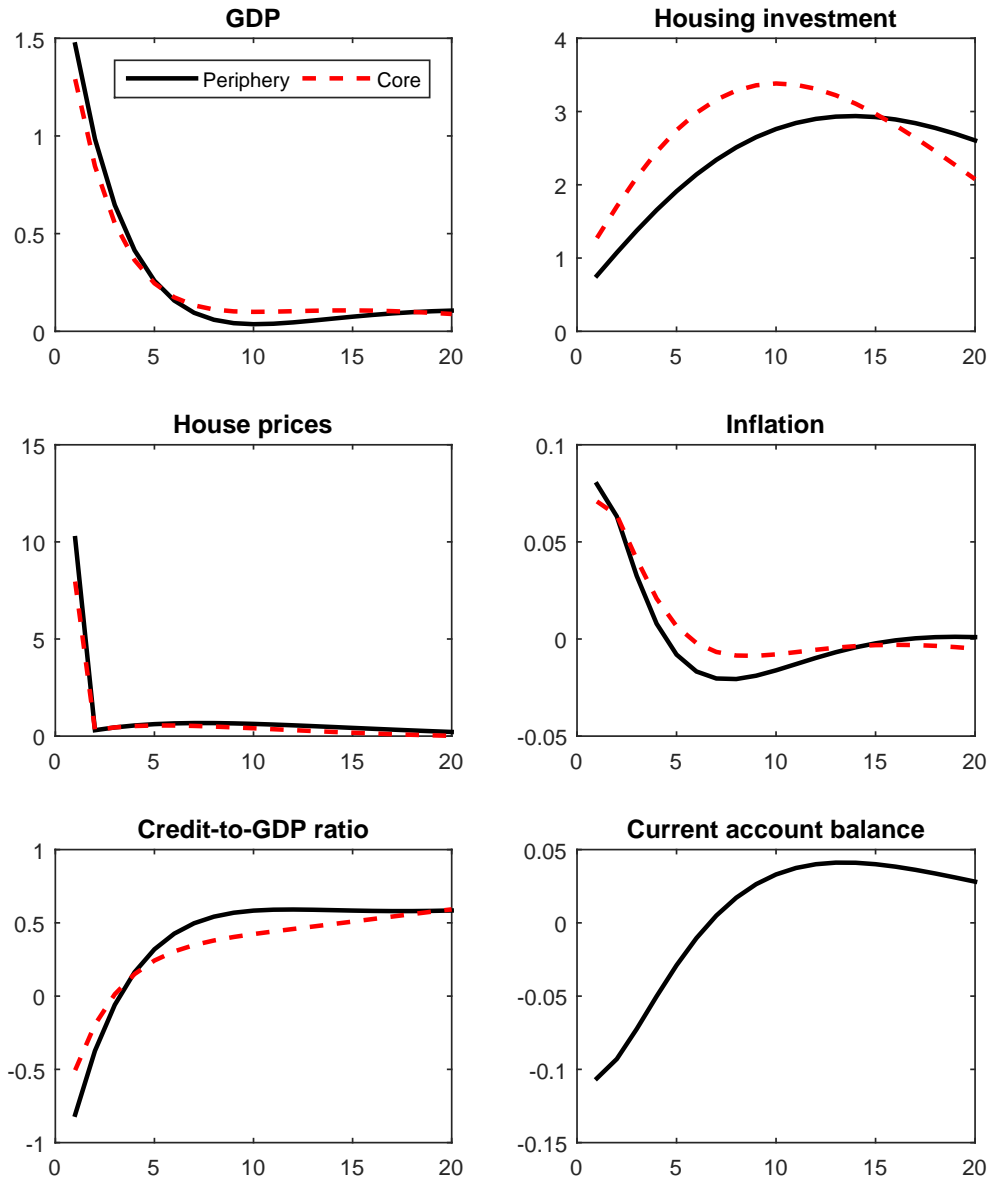 GDP
1.5
1
0.5
0
0 5 10 15 20
Periphery Core
Housing investment
4
3
2
1
0
0 5 10 15 20
House prices
15
10
5
0
0 5 10 15 20
Inflation
0.1
0.05
0
-0.05
0 5 10 15 20
Credit-to-GDP ratio
1
0.5
0
-0.5
-1
0 5 10 15 20
Current account balance
0.05
0
-0.05
-0.1
-0.15
0 5 10 15 20